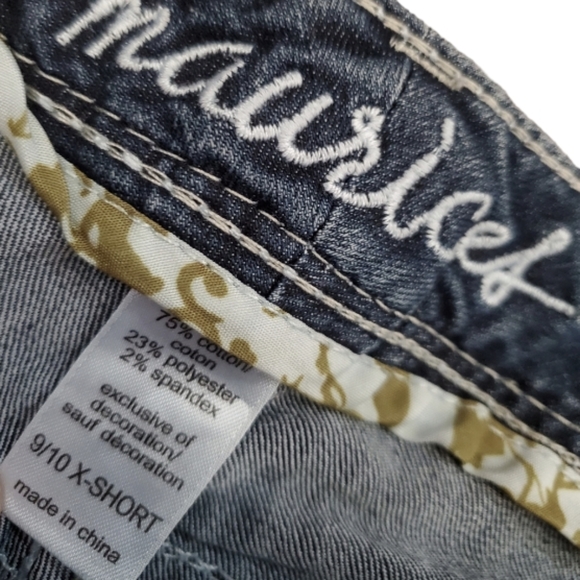 maurices
75% cotton/
coton
23% polyester
2% spandex
exclusive of
decoration/
sauf décoration
9/10 X-SHORT
made in china